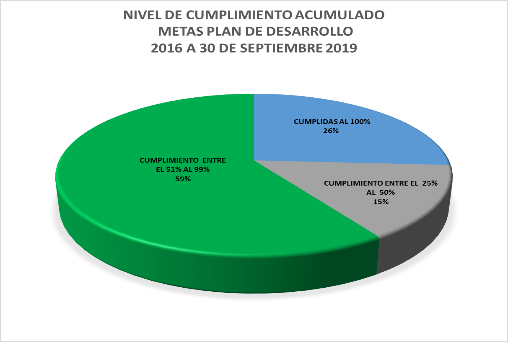 NIVEL DE CUMPLIMIENTO ACUMULADO
METAS PLAN DE DESARROLLO
2016 A 30 DE SEPTIEMBRE 2019
CUMPLIDAS AL 100%
26%
CUMPLIMIENTO ENTRE EL 25%
AL 50%
15%
CUMPLIMIENTO ENTRE
EL 51% AL 99%
59%